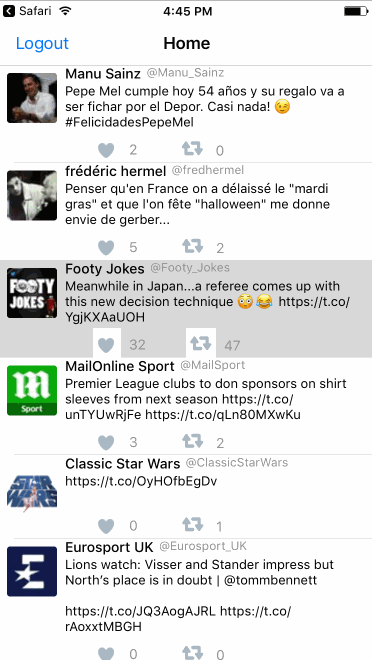 Safari 4:45 PM
Logout Home
Manu Sainz @Manu_Sainz
Pepe Mel cumple hoy 54 años y su regalo va a
ser fichar por el Depor. Casi nada! 😉
#FelicidadesPepeMel
2 0
frédéric hermel @fredhermel
Penser qu'en France on a délaissé le "mardi
gras" et que l'on fête "halloween" me donne
envie de gerber...
5 2
FOOTY
JOKES
Footy Jokes @Footy_Jokes
Meanwhile in Japan...a referee comes up with
this new decision technique 😳😂 https://t.co/
YgjKXAaUOH
32 47
m
Sport
MailOnline Sport @MailSport
Premier League clubs to don sponsors on shirt
sleeves from next season https://t.co/
unTYUwRjFe https://t.co/qLn80MXwKu
3 2
STAR
WARS
Classic Star Wars @ClassicStarWars
https://t.co/OyHOfbEgDv
0 1
Eurosport UK @Eurosport_UK
Lions watch: Visser and Stander impress but
North's place is in doubt | @tommbennett
https://t.co/JQ3AogAJRL https://t.co/
rAoxxtMBGH
0 0